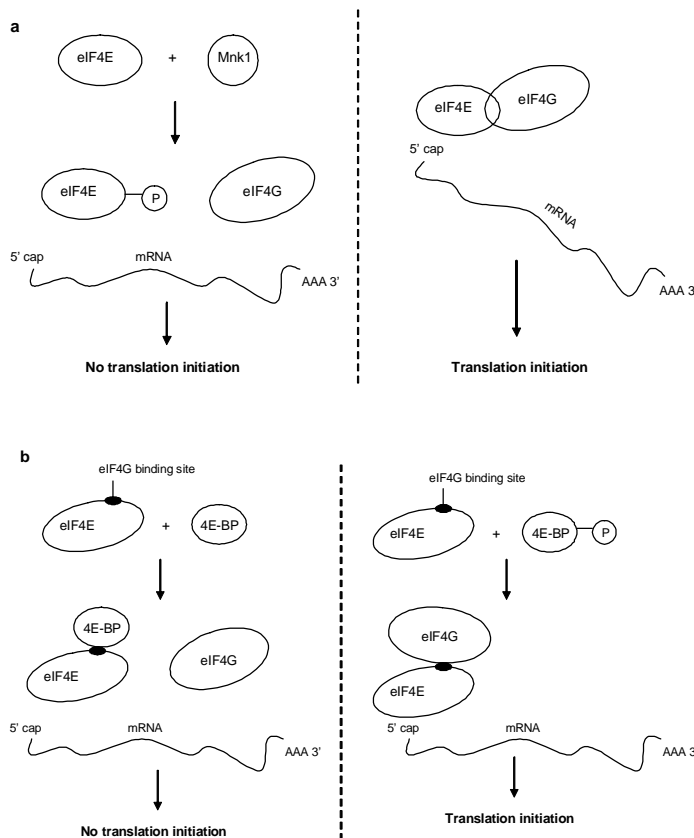 a
eIF4E + Mnk1
eIF4E P eIF4G
5' cap mRNA AAA 3'
No translation initiation
eIF4E eIF4G
5' cap
mRNA
AAA 3'
Translation initiation
b
eIF4G binding site
eIF4E + 4E-BP
4E-BP
eIF4E eIF4G
5' cap mRNA AAA 3'
No translation initiation
eIF4G binding site
eIF4E + 4E-BP P
eIF4G
eIF4E
5' cap mRNA AAA 3'
Translation initiation